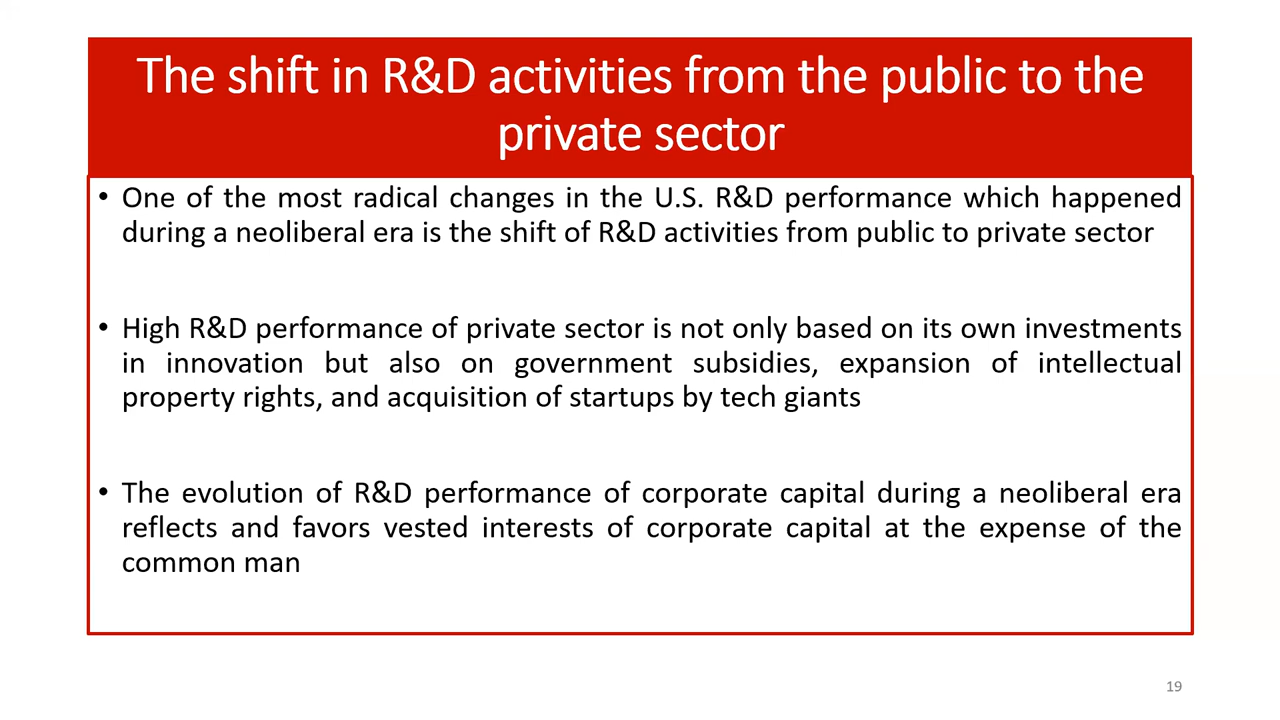 The shift in R&D activities from the public to the
private sector
• One of the most radical changes in the U.S. R&D performance which happened
during a neoliberal era is the shift of R&D activities from public to private sector
• High R&D performance of private sector is not only based on its own investments
in innovation but also on government subsidies, expansion of intellectual
property rights, and acquisition of startups by tech giants
• The evolution of R&D performance of corporate capital during a neoliberal era
reflects and favors vested interests of corporate capital at the expense of the
common man
19